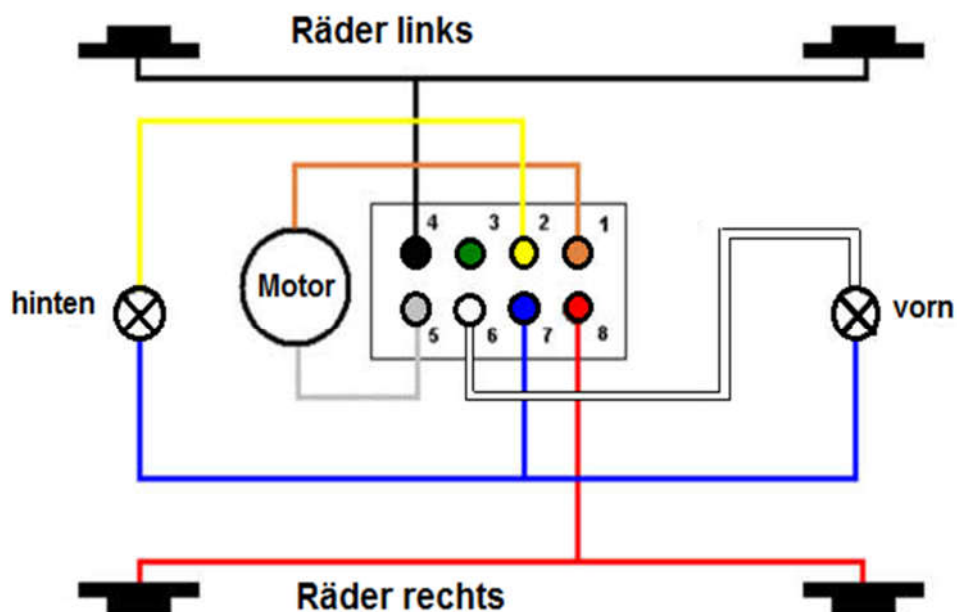 Räder links
4 3 2 1
Motor
hinten
vorn
5 6 7 8
Räder rechts